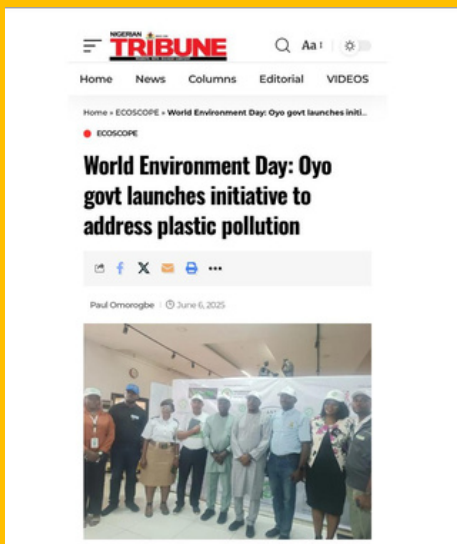 NIGERIAN
TRIBUNE
Aa
Home News Columns Editorial VIDEOS
Home » ECOSCOPE » World Environment Day: Oyo govt launches initi...
ECOSCOPE
World Environment Day: Oyo
govt launches initiative to
address plastic pollution
Paul Omorogbe June 6, 2025